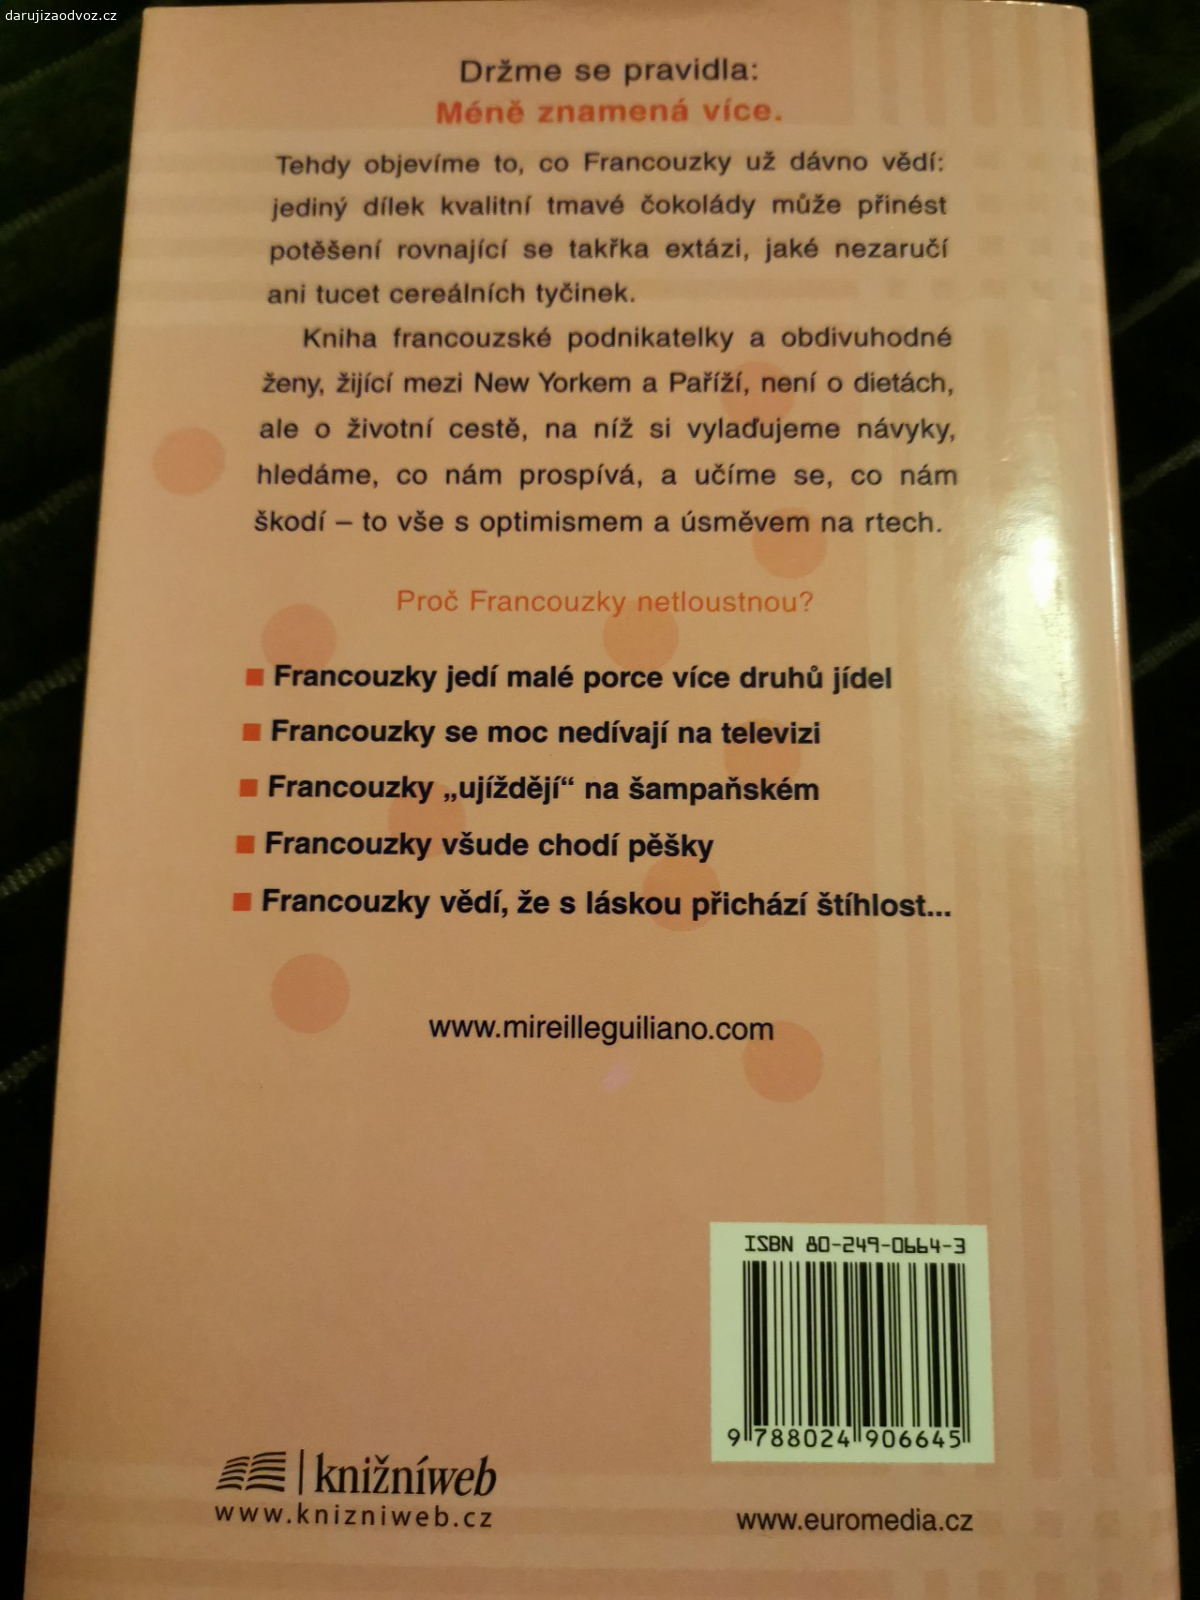 darujizaodvoz.cz
Držme se pravidla:
Méně znamená více.
Tehdy objevíme to, co Francouzky už dávno vědí:
jediný dílek kvalitní tmavé čokolády může přinést
potěšení rovnající se takřka extázi, jaké nezaručí
ani tucet cereálních tyčinek.
Kniha francouzské podnikatelky a obdivuhodné
ženy, žijící mezi New Yorkem a Paříží, není o dietách,
ale o životní cestě, na níž si vylaďujeme návyky,
hledáme, co nám prospívá, a učíme se, co nám
škodí – to vše s optimismem a úsměvem na rtech.
Proč Francouzky netloustnou?
■ Francouzky jedí malé porce více druhů jídel
■ Francouzky se moc nedívají na televizi
■ Francouzky „ujíždějí“ na šampaňském
■ Francouzky všude chodí pěšky
■ Francouzky vědí, že s láskou přichází štíhlost...
www.mireilleguiliano.com
ISBN 80-249-0664-3
9 788024 906645
knižníweb
www.knizniweb.cz
www.euromedia.cz